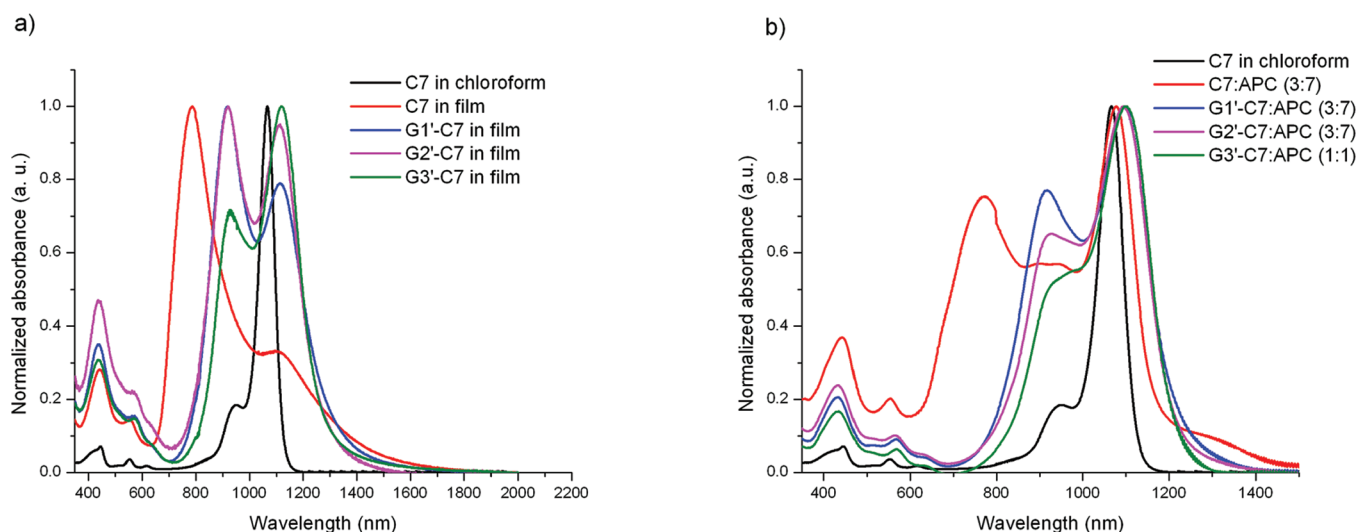 a)
C7 in chloroform
C7 in film
G1'-C7 in film
G2'-C7 in film
G3'-C7 in film
Normalized absorbance (a. u.)
1.0
0.8
0.6
0.4
0.2
0.0
400 600 800 1000 1200 1400 1600 1800 2000 2200
Wavelength (nm)
b)
C7 in chloroform
C7:APC (3:7)
G1'-C7:APC (3:7)
G2'-C7:APC (3:7)
G3'-C7:APC (1:1)
Normalized absorbance (a.u.)
1.0
0.8
0.6
0.4
0.2
0.0
400 600 800 1000 1200 1400
Wavelength (nm)